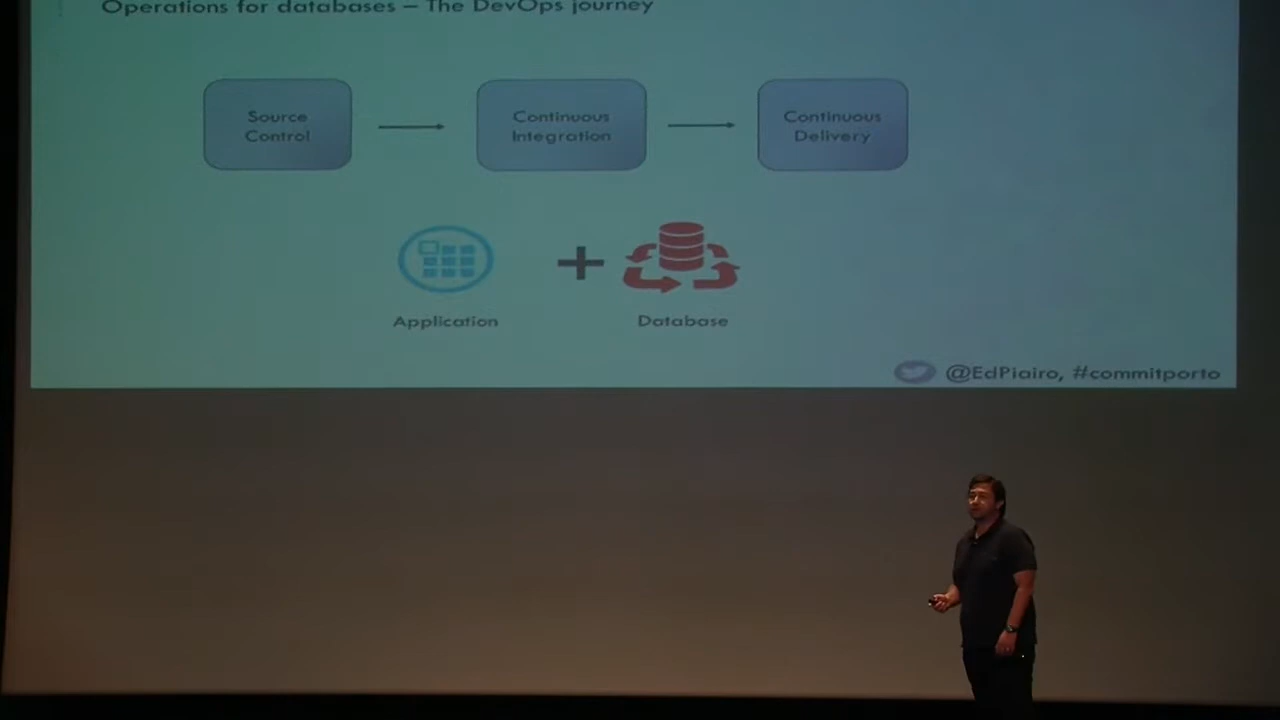 Operations for databases – The DevOps journey
Source
Control
Continuous
Integration
Continuous
Delivery
Application
Database
@EdPiairo, #commitporto